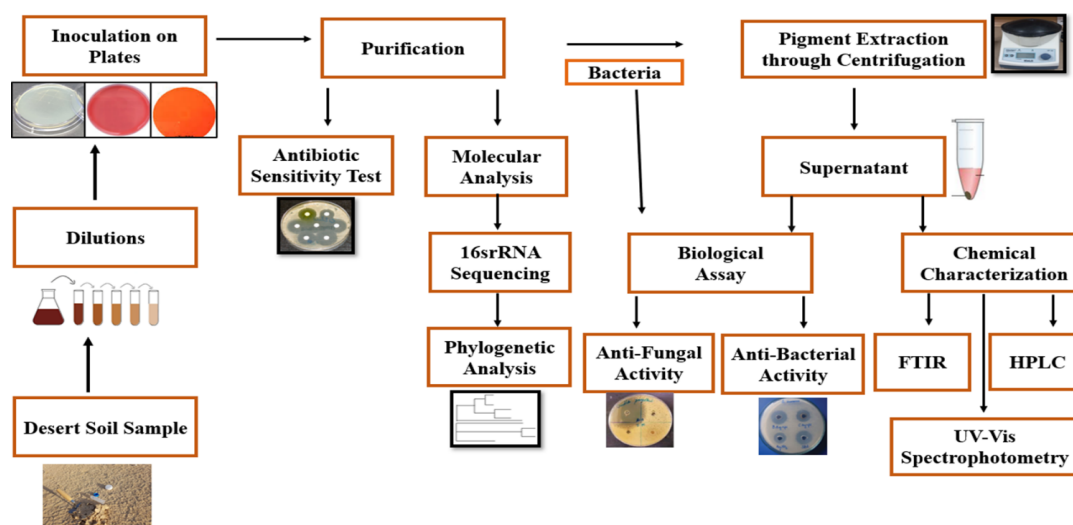 Inoculation on
Plates
Purification
Bacteria
Pigment Extraction
through Centrifugation
Antibiotic
Sensitivity Test
Molecular
Analysis
Supernatant
Dilutions
16srRNA
Sequencing
Biological
Assay
Chemical
Characterization
Phylogenetic
Analysis
Anti-Fungal
Activity
Anti-Bacterial
Activity
FTIR
HPLC
Desert Soil Sample
UV-Vis
Spectrophotometry